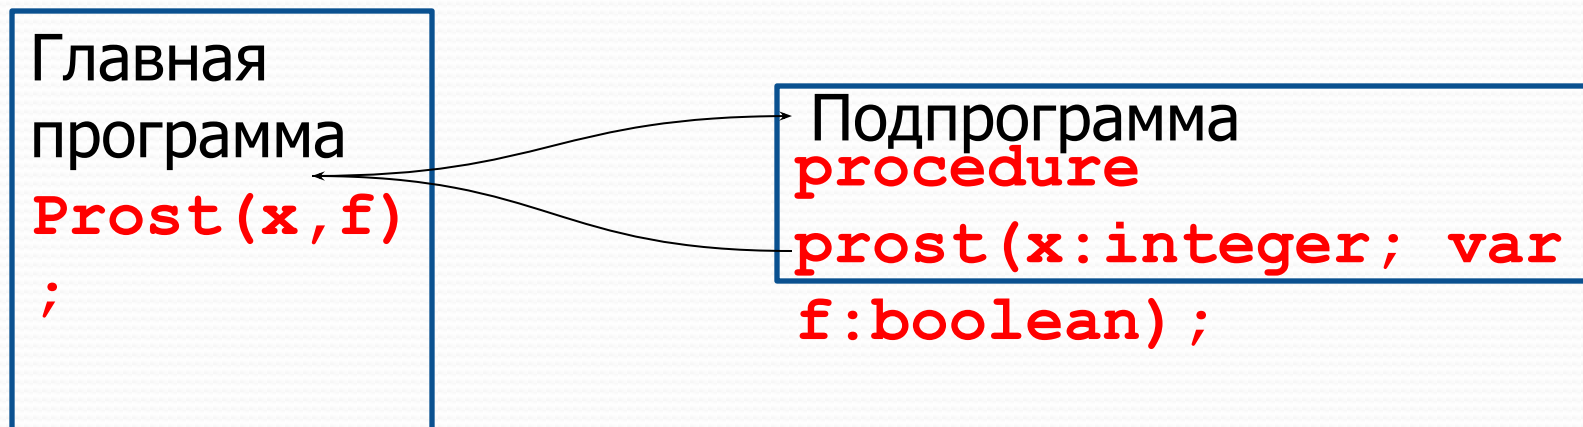 Главная
программа
Prost(x,f)
;
Подпрограмма
procedure
prost(x:integer; var
f:boolean);